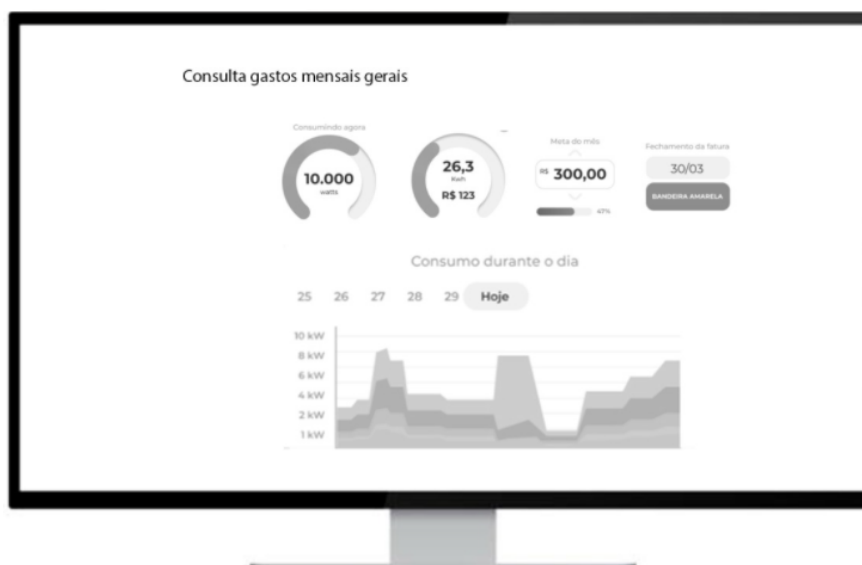 Consulta gastos mensais gerais
Consumindo agora
10.000
watts
26,3
Kwh
R$ 123
Meta do mês
R$ 300,00
47%
Fechamento da fatura
30/03
BANDEIRA AMARELA
Consumo durante o dia
25 26 27 28 29 Hoje
10 kW
8 kW
6 kW
4 kW
2 kW
1 kW